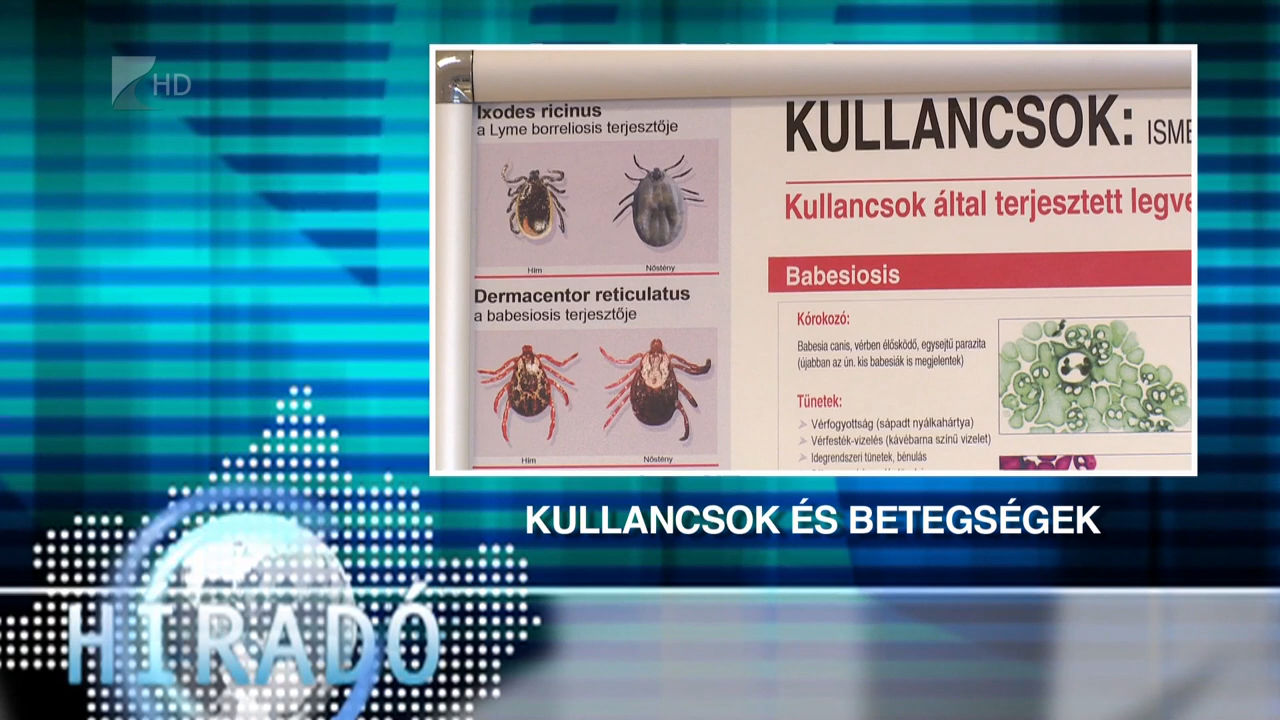 HD
Ixodes ricinus
a Lyme borreliosis terjesztője
Hím
Nőstény
Dermacentor reticulatus
a babesiosis terjesztője
Hím
Nőstény
KULLANCSOK: ISME
Kullancsok által terjesztett legve
Babesiosis
Kórokozó:
Babesia canis, vérben élősködő, egysejtű parazita
(újabban az ún. kis babesiák is megjelentek)
Tünetek:
Vérfogyottság (sápadt nyálkahártya)
Vérfesték-vizelés (kávébarna színű vizelet)
Idegrendszeri tünetek, bénulás
KULLANCSOK ÉS BETEGSÉGEK
HÍRADÓ